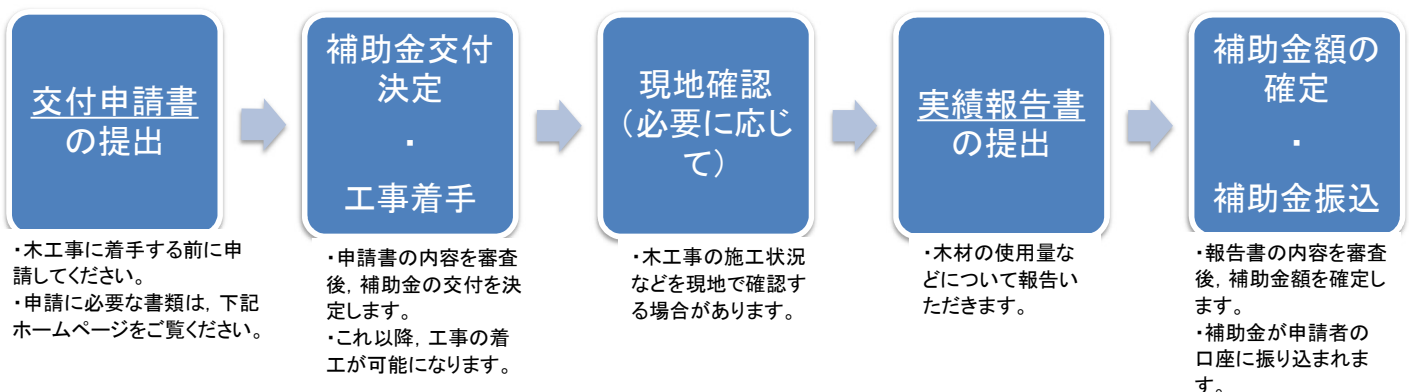 交付申請書
の提出
・木工事に着手する前に申
請してください。
・申請に必要な書類は，下記
ホームページをご覧ください。
補助金交付
決定
・
工事着手
・申請書の内容を審査
後，補助金の交付を決
定します。
・これ以降，工事の着
工が可能になります。
現地確認
（必要に応じ
て）
・木工事の施工状況
などを現地で確認す
る場合があります。
実績報告書
の提出
・木材の使用量な
どについて報告い
ただきます。
補助金額の
確定
・
補助金振込
・報告書の内容を審査
後，補助金額を確定し
ます。
・補助金が申請者の
口座に振り込まれま
す。